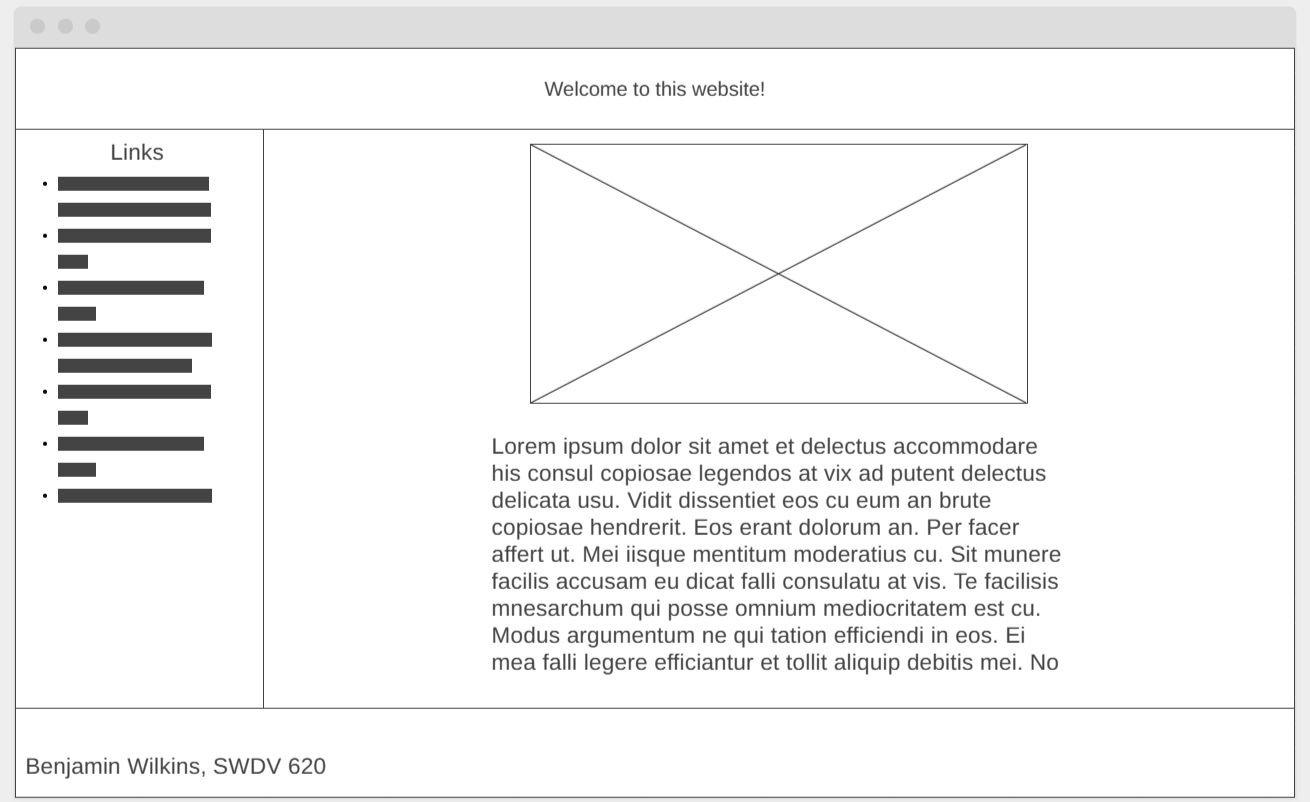 Welcome to this website!
Links
Lorem ipsum dolor sit amet et delectus accommodare
his consul copiosae legendos at vix ad putent delectus
delicata usu. Vidit dissentiet eos cu eum an brute
copiosae hendrerit. Eos erant dolorum an. Per facer
affert ut. Mei iisque mentitum moderatius cu. Sit munere
facilis accusam eu dicat falli consulatu at vis. Te facilisis
mnesarchum qui posse omnium mediocritatem est cu.
Modus argumentum ne qui tation efficiendi in eos. Ei
mea falli legere efficiantur et tollit aliquip debitis mei. No
Benjamin Wilkins, SWDV 620